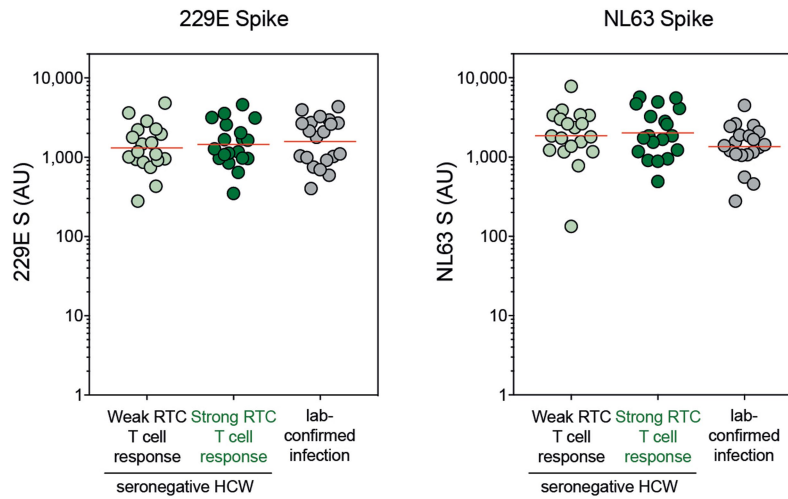 229E Spike
229E S (AU)
10,000
1,000
100
10
1
Weak RTC
T cell
response
Strong RTC
T cell
response
lab-
confirmed
infection
seronegative HCW
NL63 Spike
NL63 S (AU)
10,000
1,000
100
10
1
Weak RTC
T cell
response
Strong RTC
T cell
response
lab-
confirmed
infection
seronegative HCW